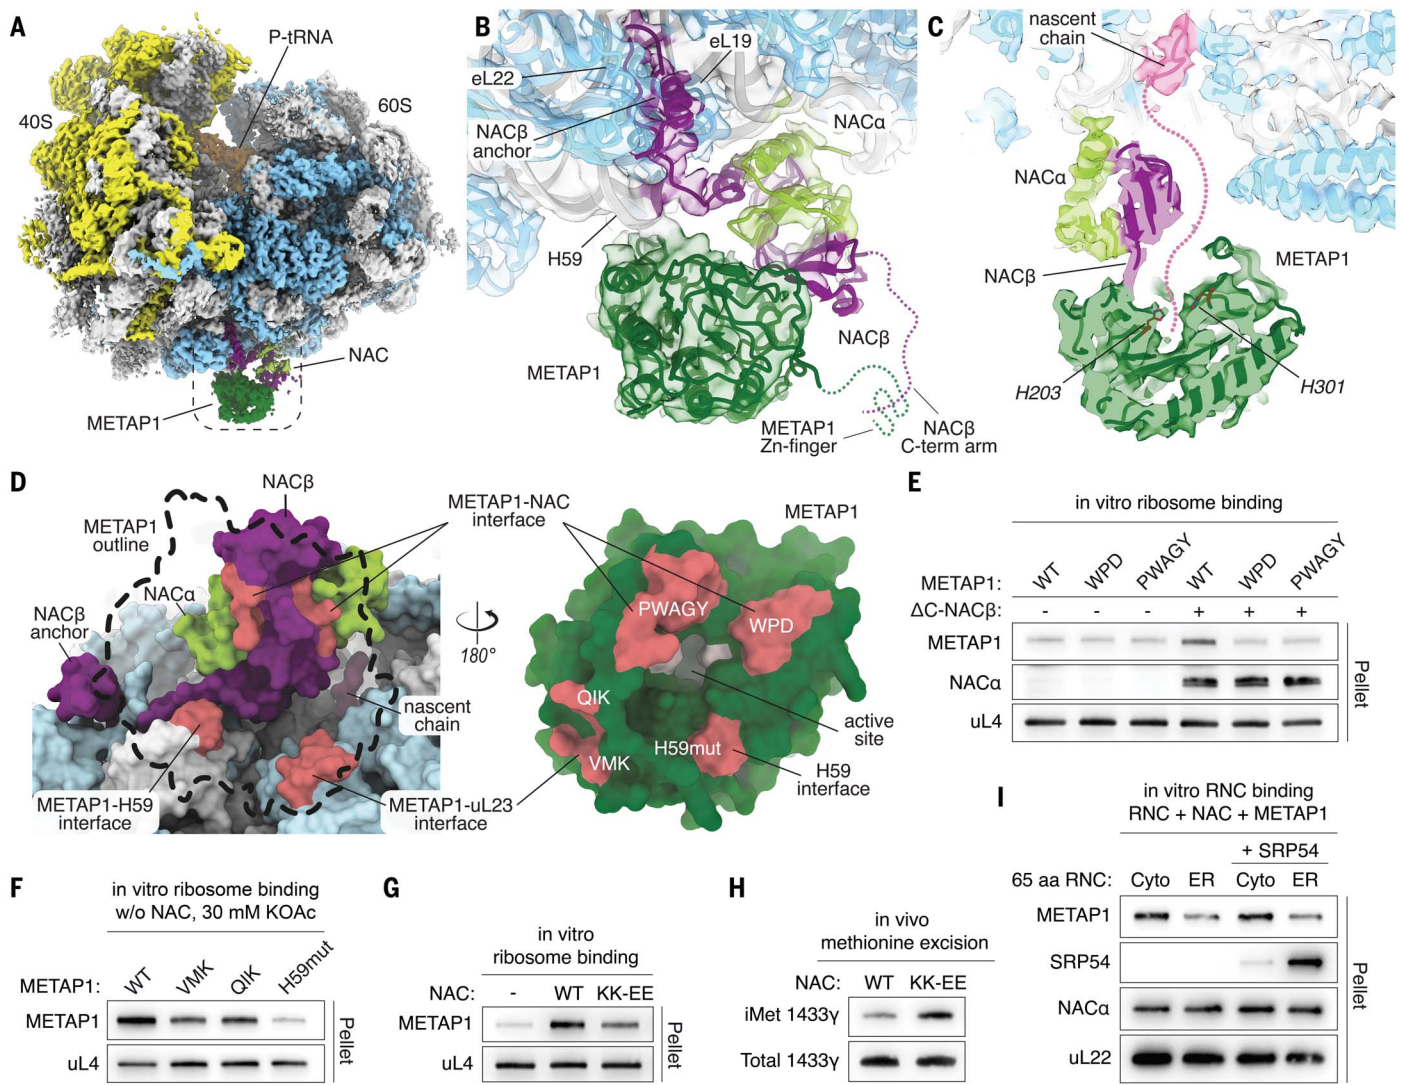 A
P-tRNA
40S
60S
NAC
METAP1
B
eL22
eL19
NACβ
anchor
NACα
H59
METAP1
NACβ
METAP1
Zn-finger
NACβ
C-term arm
C
nascent
chain
NACα
NACβ
METAP1
H203
H301
D
NACβ
METAP1
outline
NACα
NACβ
anchor
METAP1-NAC
interface
nascent
chain
METAP1-H59
interface
METAP1-uL23
interface
180°
METAP1
PWAGY
WPD
QIK
VMK
H59mut
active
site
H59
interface
E
in vitro ribosome binding
METAP1: WT WPD PWAGY WT WPD PWAGY
ΔC-NACβ: - - - + + +
METAP1
NACα
uL4
Pellet
F
in vitro ribosome binding
w/o NAC, 30 mM KOAc
METAP1: WT VMK QIK H59mut
METAP1
uL4
Pellet
G
in vitro
ribosome binding
NAC: - WT KK-EE
METAP1
uL4
Pellet
H
in vivo
methionine excision
NAC: WT KK-EE
iMet 1433γ
Total 1433γ
I
in vitro RNC binding
RNC + NAC + METAP1
+ SRP54
65 aa RNC: Cyto ER Cyto ER
METAP1
SRP54
NACα
uL22
Pellet